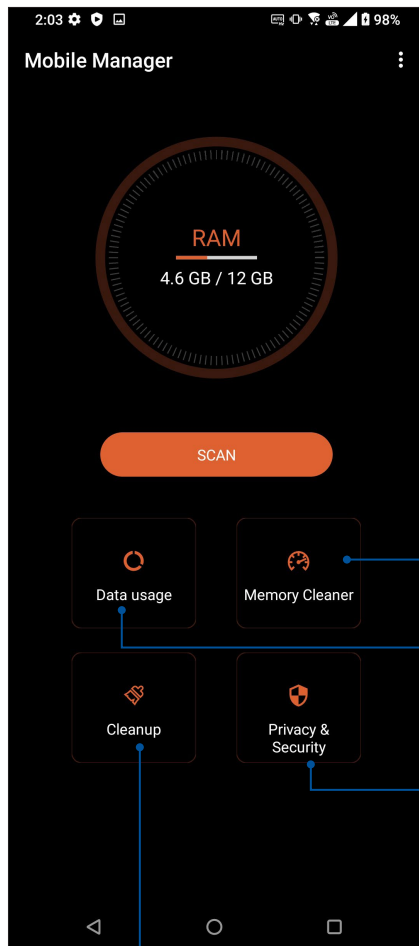 2:03 98%
Mobile Manager
RAM
4.6 GB / 12 GB
SCAN
Data usage
Memory Cleaner
Cleanup
Privacy &
Security